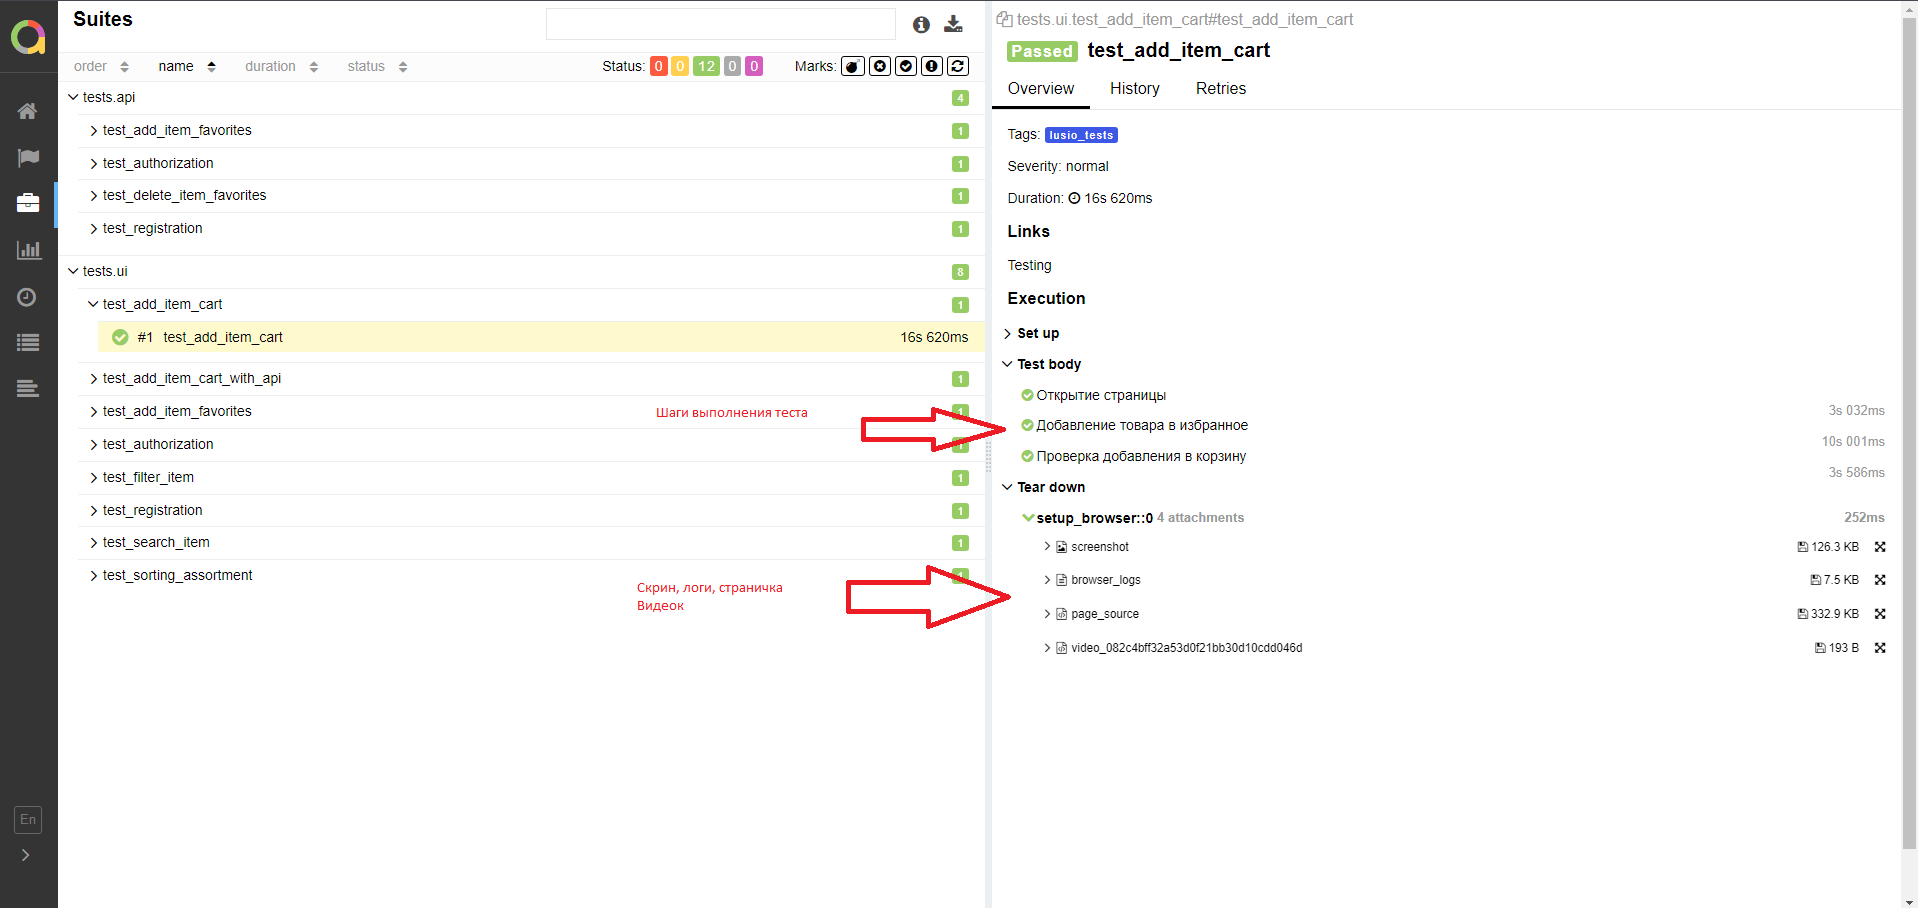 Suites
order name duration status Status: 0 0 12 0 0 Marks:
tests.api 4
test_add_item_favorites 1
test_authorization 1
test_delete_item_favorites 1
test_registration 1
tests.ui 8
test_add_item_cart 1
#1 test_add_item_cart 16s 620ms
test_add_item_cart_with_api 1
test_add_item_favorites 1
Шаги выполнения теста
test_authorization 1
test_filter_item 1
test_registration 1
test_search_item 1
test_sorting_assortment 1
Скрин, логи, страничка
Видеок
En
tests.ui.test_add_item_cart#test_add_item_cart
Passed test_add_item_cart
Overview History Retries
Tags: lusio_tests
Severity: normal
Duration: 16s 620ms
Links
Testing
Execution
Set up
Test body
Открытие страницы
3s 032ms
Добавление товара в избранное
10s 001ms
Проверка добавления в корзину
3s 586ms
Tear down
setup_browser::0 4 attachments 252ms
screenshot 126.3 KB
browser_logs 7.5 KB
page_source 332.9 KB
video_082c4bff32a53d0f21bb30d10cdd046d 193 B